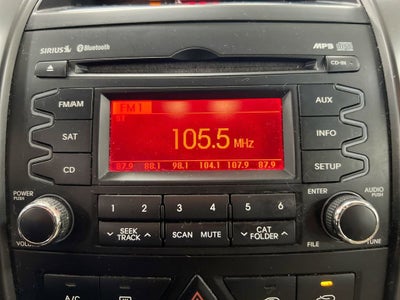 SIRIUS Bluetooth MP3
CD-IN
FM/AM FM1 AUX
105.5 MHz
SAT INFO
87.9 88.1 98.1 104.1 107.9 87.9
CD SETUP
POWER PUSH 1 2 3 4 5 6 ENTER AUDIO PUSH
SEEK TRACK SCAN MUTE CAT FOLDER
VOL FILE TUNE
A/C